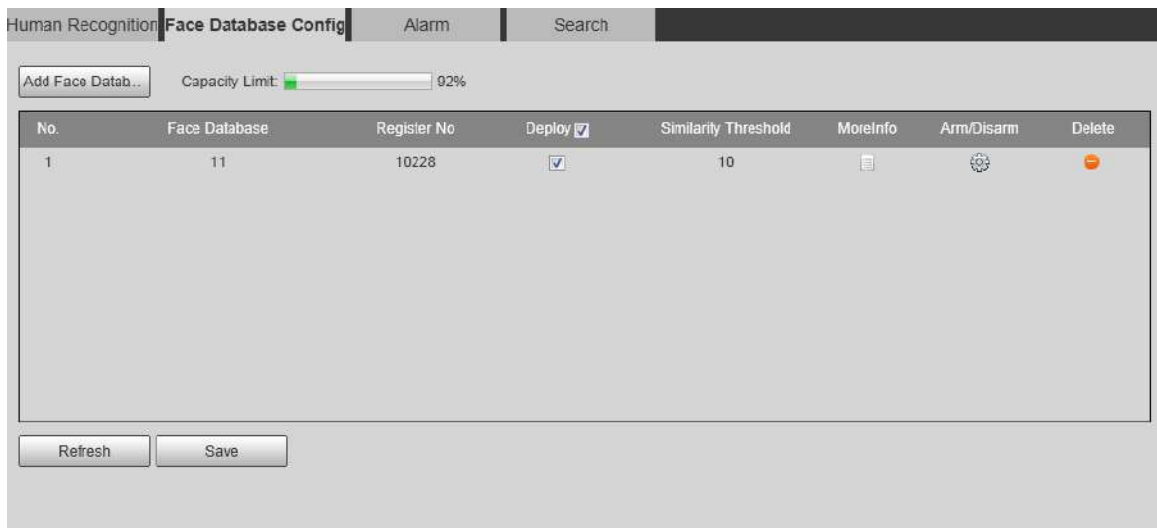 Human Recognition Face Database Config Alarm Search
Add Face Datab... Capacity Limit: 92%
No. Face Database Register No Deploy Similarity Threshold MoreInfo Arm/Disarm Delete
1 11 10228 10
Refresh Save